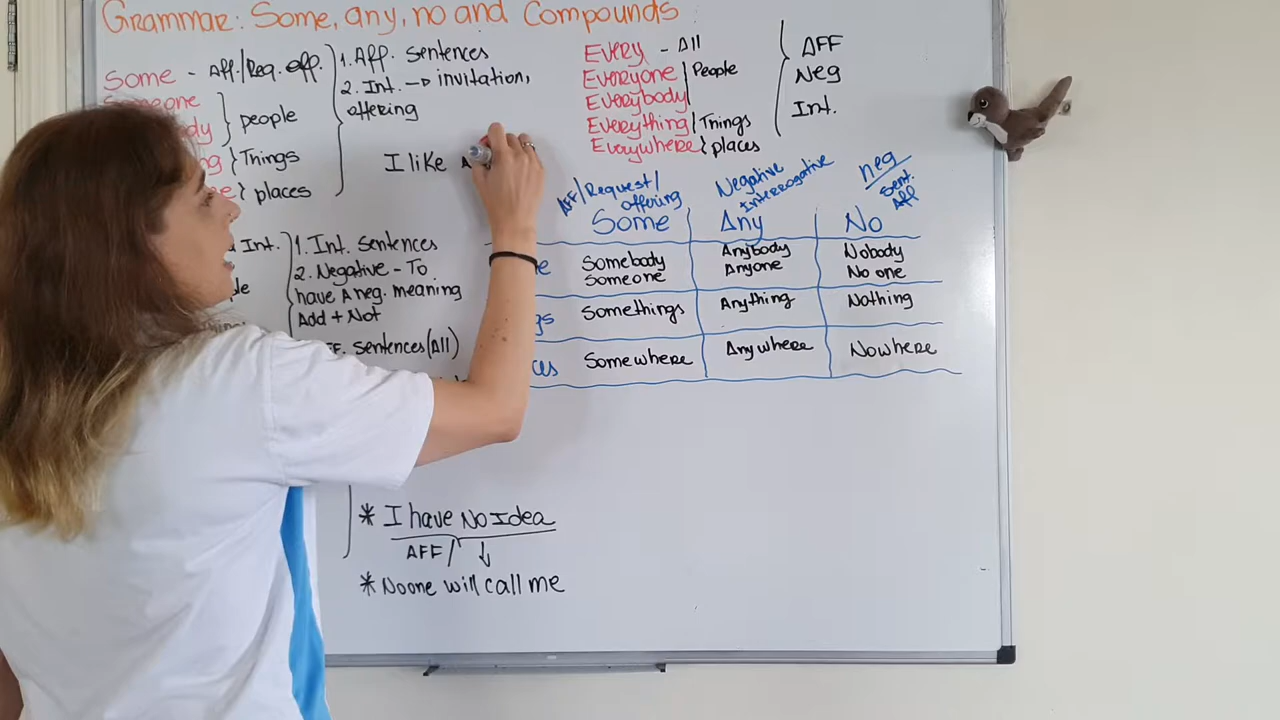 Grammar: Some, any, no and Compounds
Some - Aff./Req. off.
Someone
people
Things
places
1. Aff. sentences
2. Int. → invitation,
offering
I like
Int.
1. Int. Sentences
2. Negative - To
have A neg. meaning
Add + Not
Sentences (All)
Every - All
Everyone
Everybody
People
Everything
Things
Everywhere
places
AFF
Neg
Int.
AFF/Request/
offering
Negative
Interrogative
neg
Sent.
Aff
Some Any No
Somebody Anybody Nobody
Someone Anyone No one
Somethings Anything Nothing
Somewhere Anywhere Nowhere
* I have No Idea
AFF/ ↓
* Noone will call me